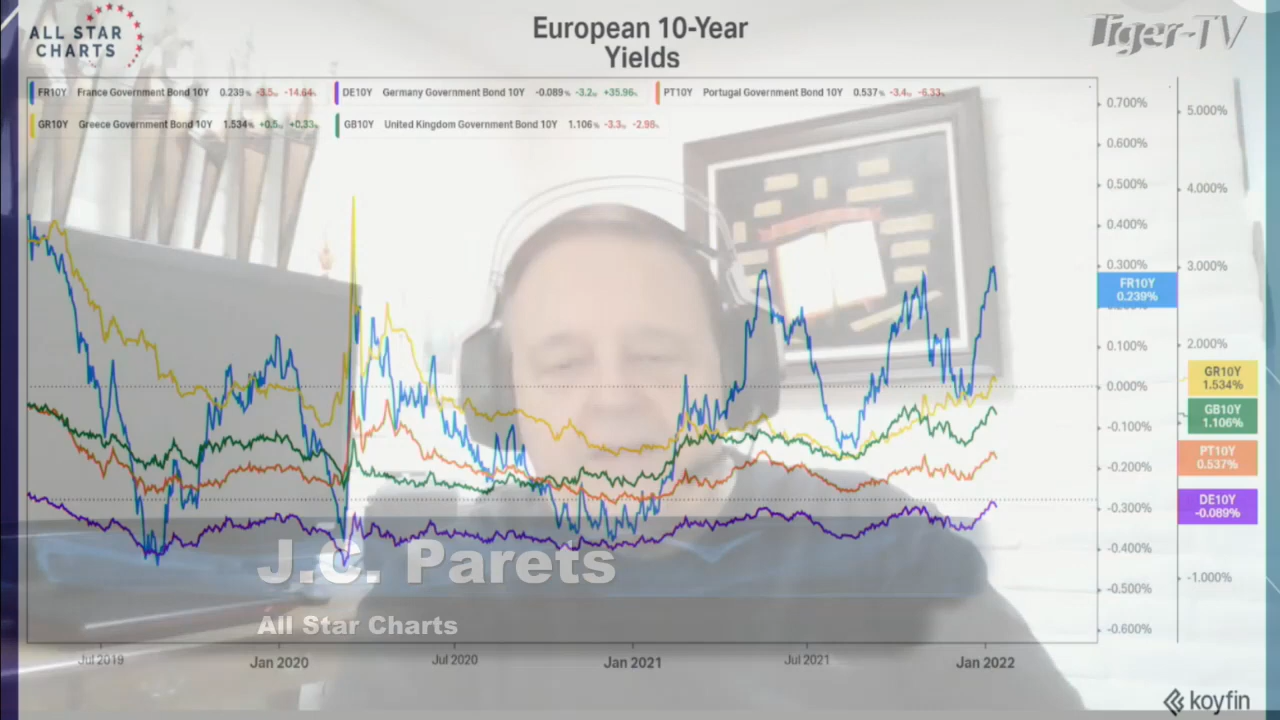 ALL STAR
CHARTS
European 10-Year
Yields
Tiger-TV
FR10Y France Government Bond 10Y 0.239% -3.5% -14.64%
DE10Y Germany Government Bond 10Y -0.089% -3.2% +35.96%
PT10Y Portugal Government Bond 10Y 0.537% -3.4% -6.33%
GR10Y Greece Government Bond 10Y 1.534% +0.5% +0.33%
GB10Y United Kingdom Government Bond 10Y 1.106% -3.3% -2.95%
0.700%
0.600%
0.500%
0.400%
0.300%
FR10Y
0.239%
0.100%
0.000%
-0.100%
-0.200%
-0.300%
-0.400%
-0.500%
-0.600%
5.000%
4.000%
3.000%
2.000%
GR10Y
1.534%
GB10Y
1.106%
PT10Y
0.537%
DE10Y
-0.089%
-1.000%
J.C. Parets
All Star Charts
Jul 2019
Jan 2020
Jul 2020
Jan 2021
Jul 2021
Jan 2022
koyfin